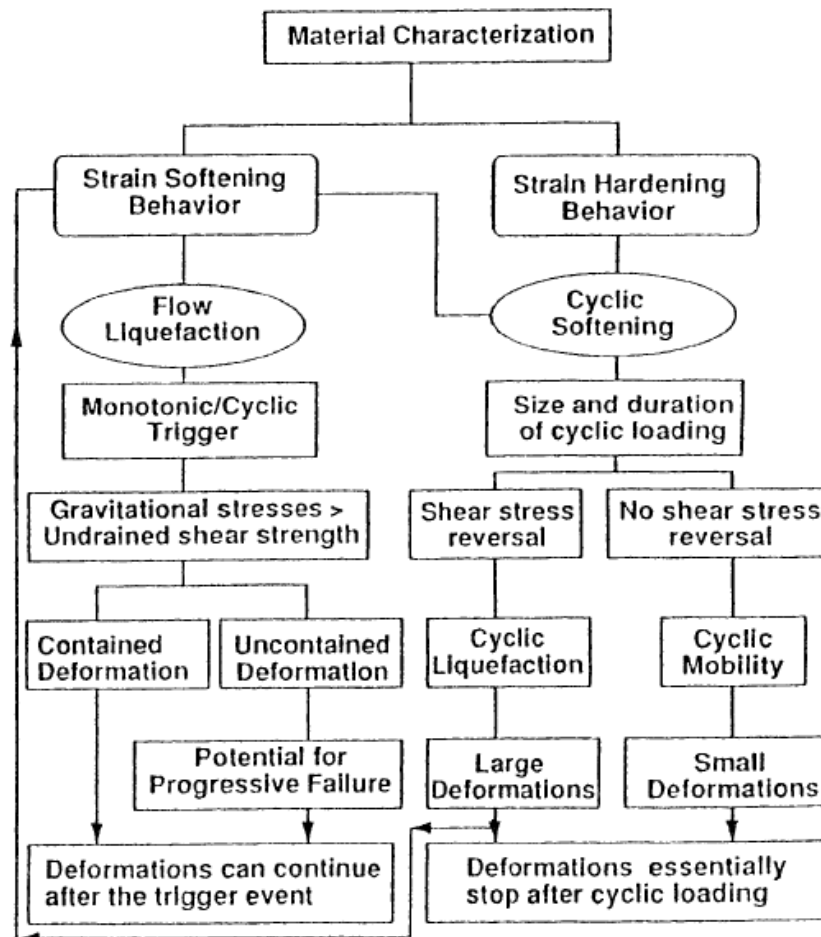 Material Characterization
Strain Softening
Behavior
Strain Hardening
Behavior
Flow
Liquefaction
Cyclic
Softening
Monotonic/Cyclic
Trigger
Size and duration
of cyclic loading
Gravitational stresses >
Undrained shear strength
Shear stress
reversal
No shear stress
reversal
Contained
Deformation
Uncontained
Deformation
Cyclic
Liquefaction
Cyclic
Mobility
Potential for
Progressive Failure
Large
Deformations
Small
Deformations
Deformations can continue
after the trigger event
Deformations essentially
stop after cyclic loading